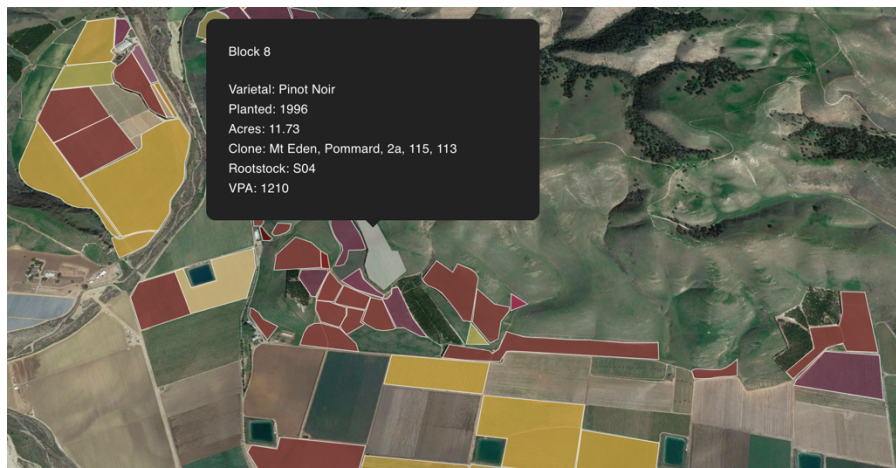 Block 8
Varietal: Pinot Noir
Planted: 1996
Acres: 11.73
Clone: Mt Eden, Pommard, 2a, 115, 113
Rootstock: S04
VPA: 1210